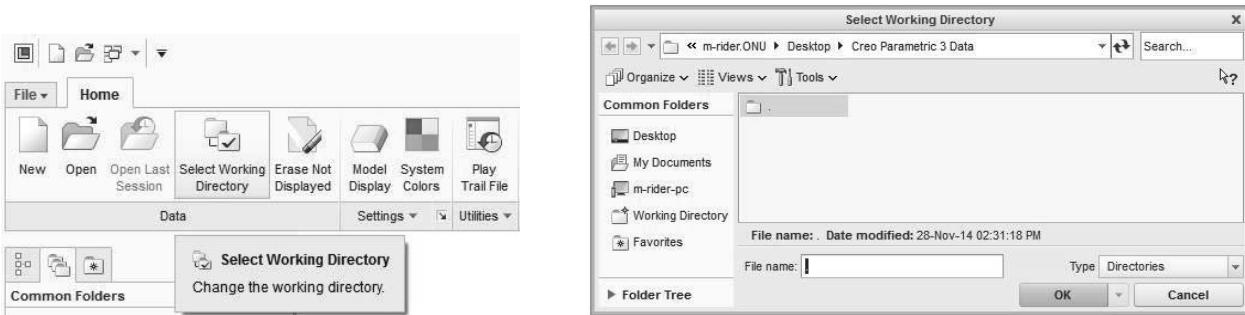 File Home
New Open Open Last Session Select Working Directory Erase Not Displayed Model Display System Colors Play Trail File
Data Settings Utilities
Common Folders
Select Working Directory
Change the working directory.
Select Working Directory X
« m-rider.ONU Desktop Creo Parametric 3 Data Search...
Organize Views Tools ?
Common Folders .
Desktop
My Documents
m-rider-pc
Working Directory
Favorites
File name: . Date modified: 28-Nov-14 02:31:18 PM
File name: Type Directories
Folder Tree OK Cancel